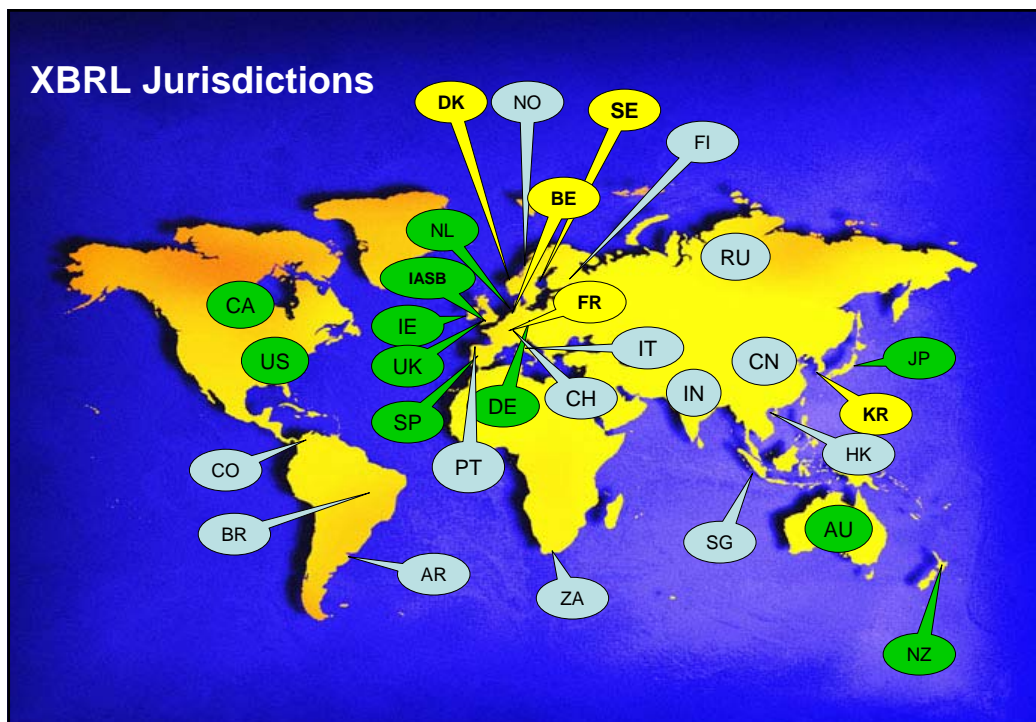 XBRL Jurisdictions
DK
NO
SE
FI
BE
NL
RU
IASB
CA
FR
IE
IT
US
UK
CN
JP
IN
CH
DE
SP
KR
HK
CO
PT
BR
SG
AU
AR
ZA
NZ